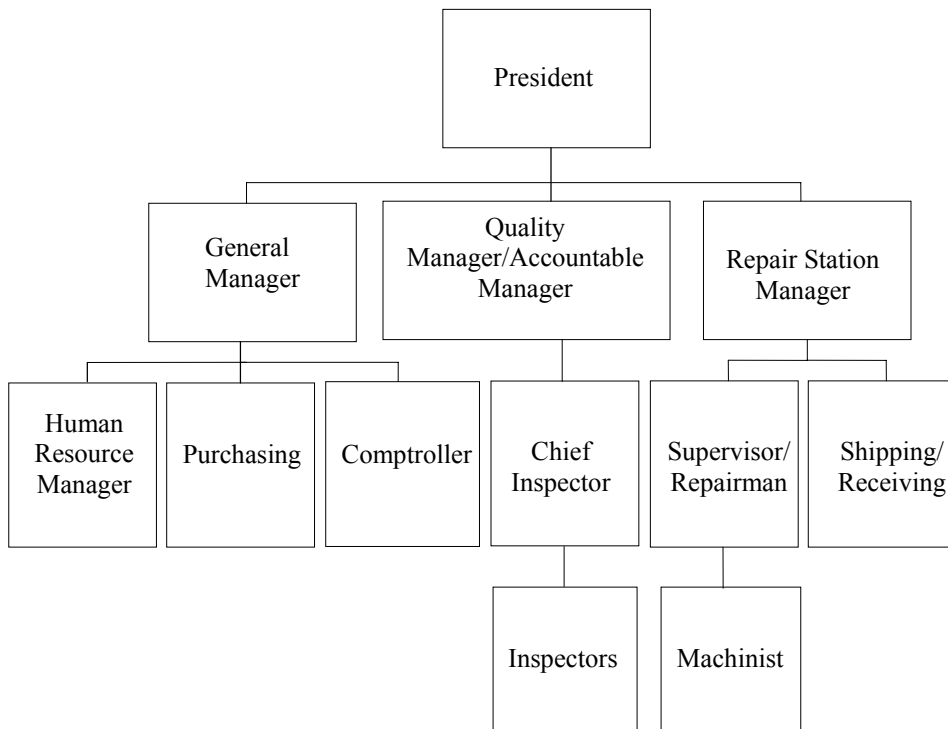 President
General
Manager
Quality
Manager/Accountable
Manager
Repair Station
Manager
Human
Resource
Manager
Purchasing
Comptroller
Chief
Inspector
Supervisor/
Repairman
Shipping/
Receiving
Inspectors
Machinist